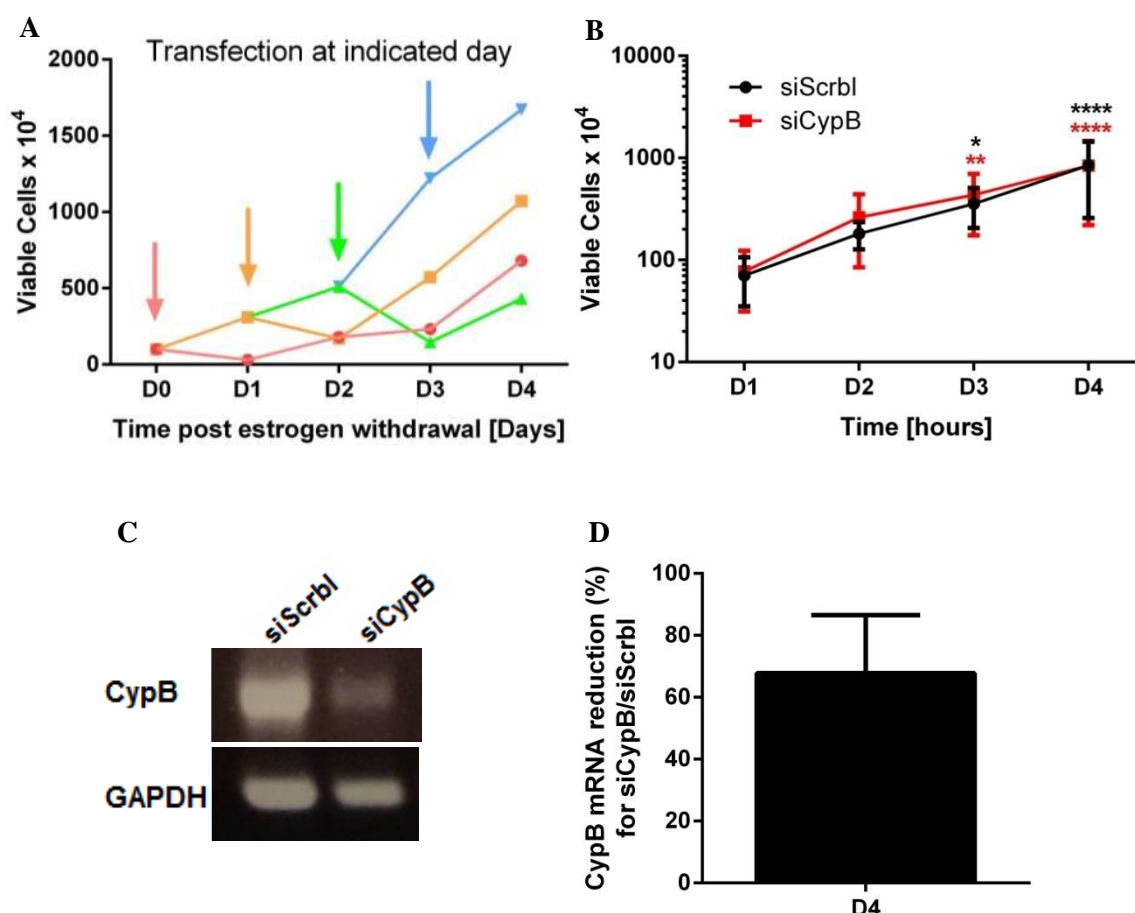 A
Transfection at indicated day
2000
1500
1000
500
0
Viable Cells x 10⁴
D0 D1 D2 D3 D4
Time post estrogen withdrawal [Days]
B
10000
1000
100
10
Viable Cells x 10⁴
siScrbl
siCypB
*
**
****
****
D1 D2 D3 D4
Time [hours]
C
siScrbl
siCypB
CypB
GAPDH
D
100
80
60
40
20
0
CypB mRNA reduction (%)
for siCypB/siScrbl
D4